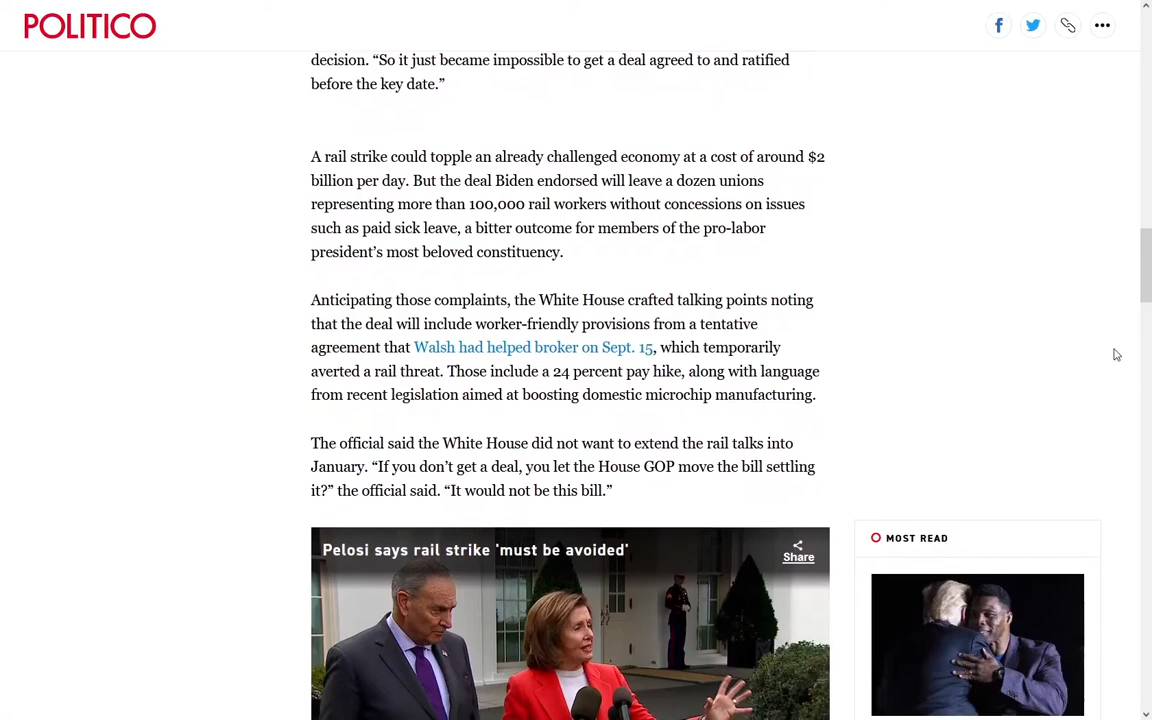 POLITICO
decision. “So it just became impossible to get a deal agreed to and ratified
before the key date.”
A rail strike could topple an already challenged economy at a cost of around $2
billion per day. But the deal Biden endorsed will leave a dozen unions
representing more than 100,000 rail workers without concessions on issues
such as paid sick leave, a bitter outcome for members of the pro-labor
president’s most beloved constituency.
Anticipating those complaints, the White House crafted talking points noting
that the deal will include worker-friendly provisions from a tentative
agreement that Walsh had helped broker on Sept. 15, which temporarily
averted a rail threat. Those include a 24 percent pay hike, along with language
from recent legislation aimed at boosting domestic microchip manufacturing.
The official said the White House did not want to extend the rail talks into
January. “If you don’t get a deal, you let the House GOP move the bill settling
it?” the official said. “It would not be this bill.”
Pelosi says rail strike 'must be avoided'
Share
MOST READ